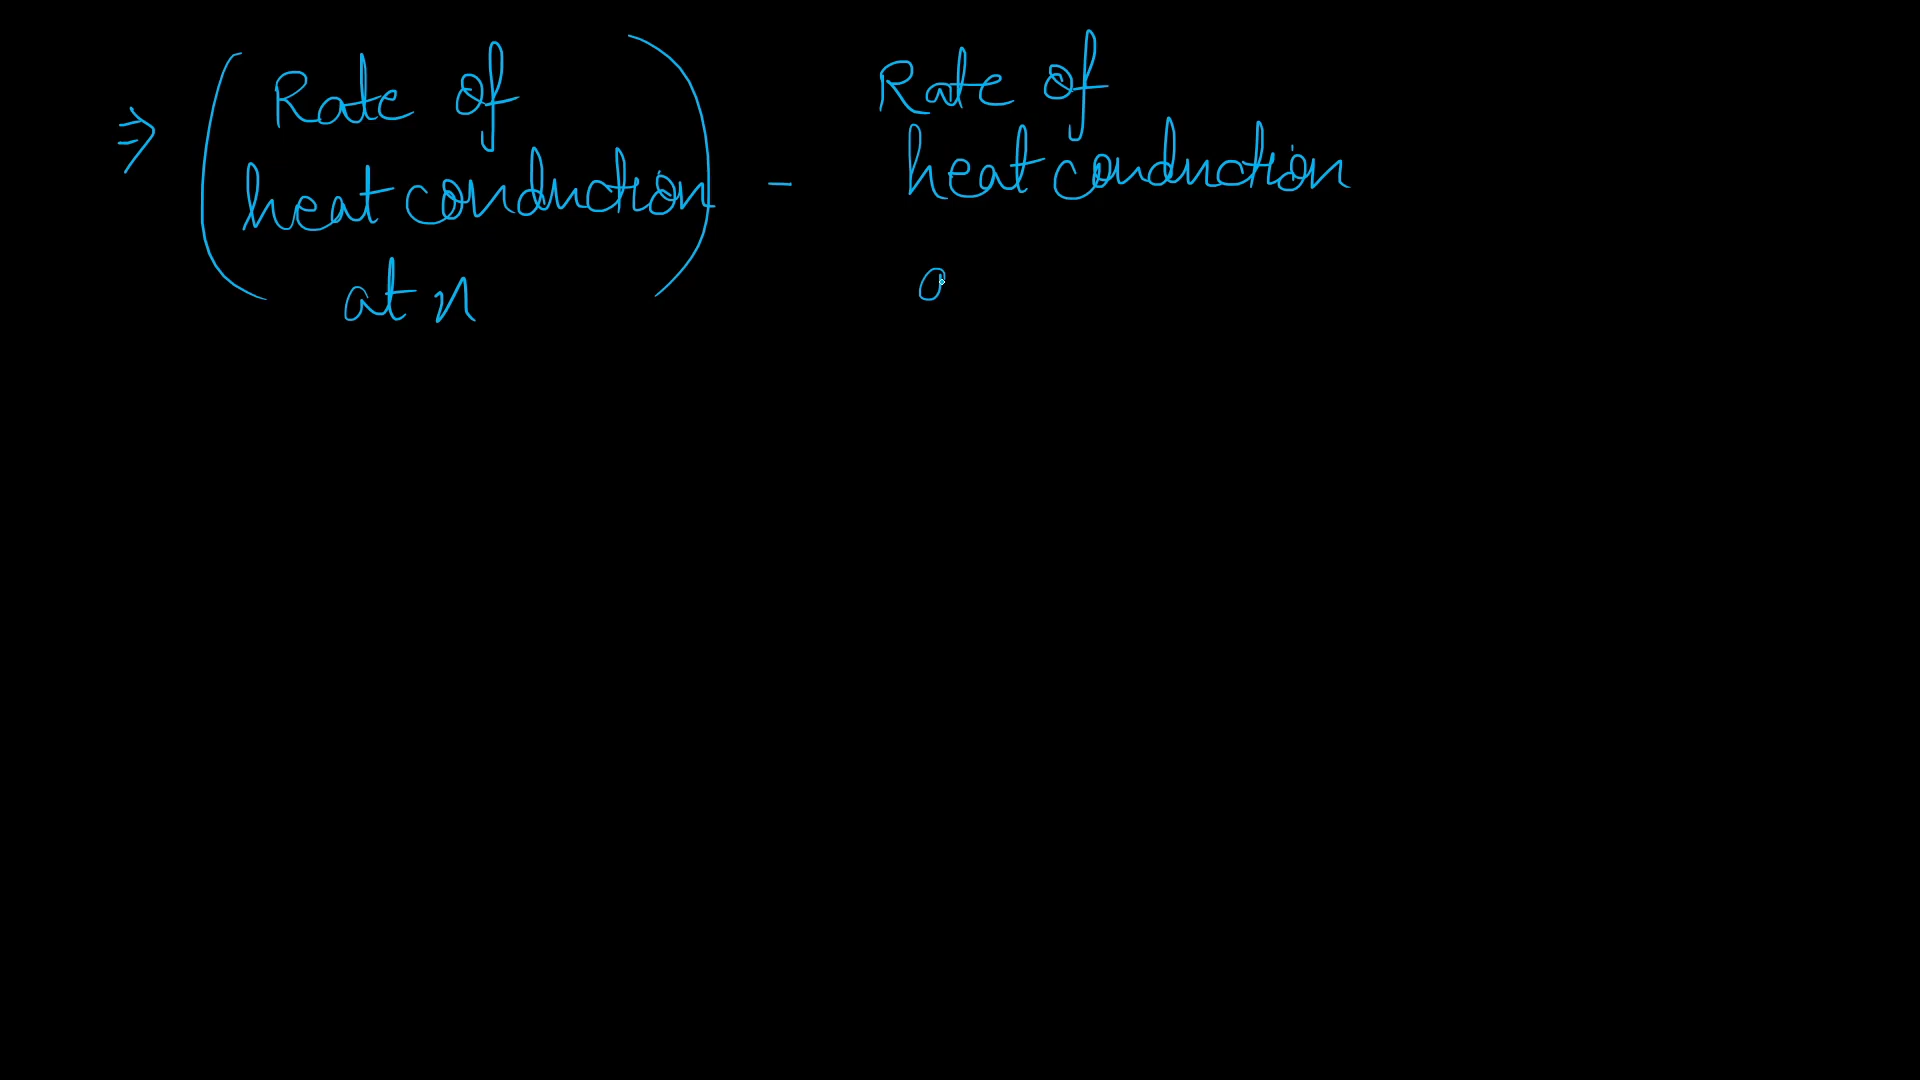 ⇒ ( Rate of heat conduction at x ) - Rate of
heat conduction
a